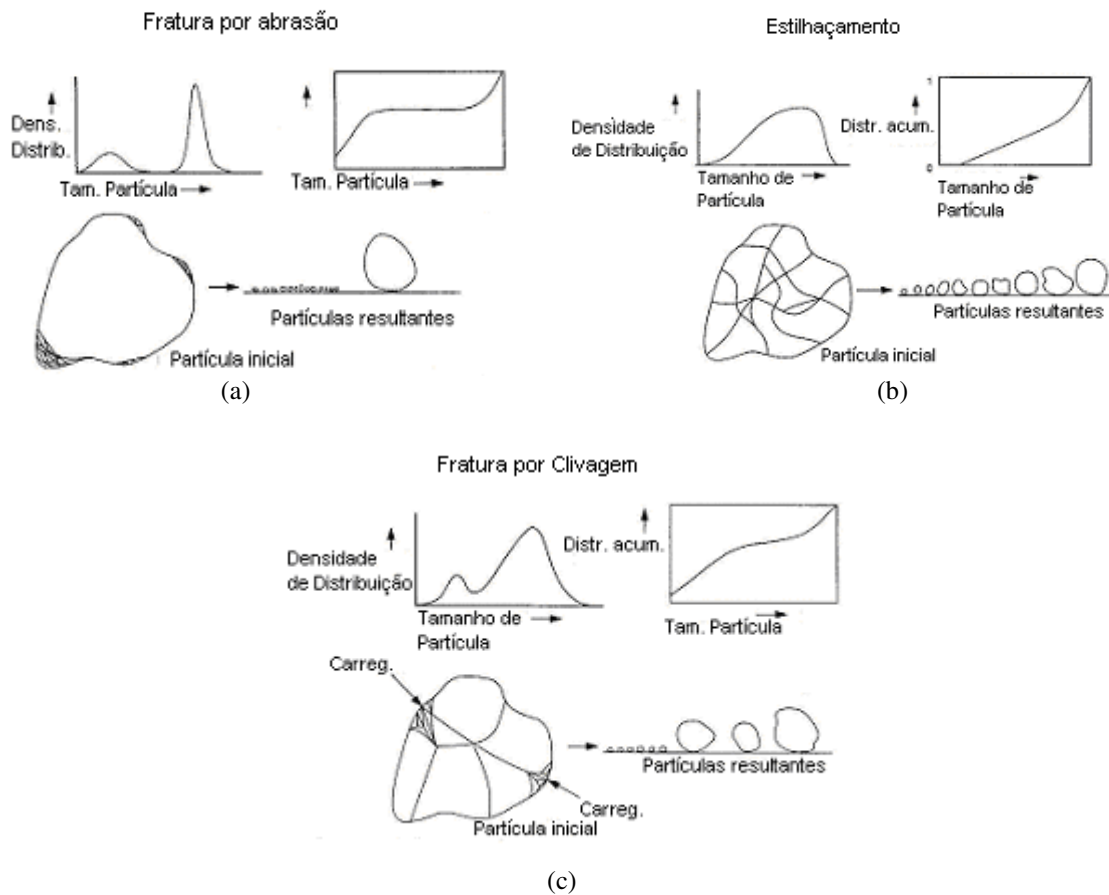 Fratura por abrasão
Dens.
Distrib.
Tam. Partícula
Tam. Partícula
Partículas resultantes
Partícula inicial
(a)
Estilhaçamento
Densidade
de Distribuição
Tamanho de
Partícula
1
Distr. acum.
0
Tamanho de
Partícula
Partículas resultantes
Partícula inicial
(b)
Fratura por Clivagem
Densidade
de Distribuição
Tamanho de
Partícula
Distr. acum.
Tam. Partícula
Carreg.
Partículas resultantes
Carreg.
Partícula inicial
(c)